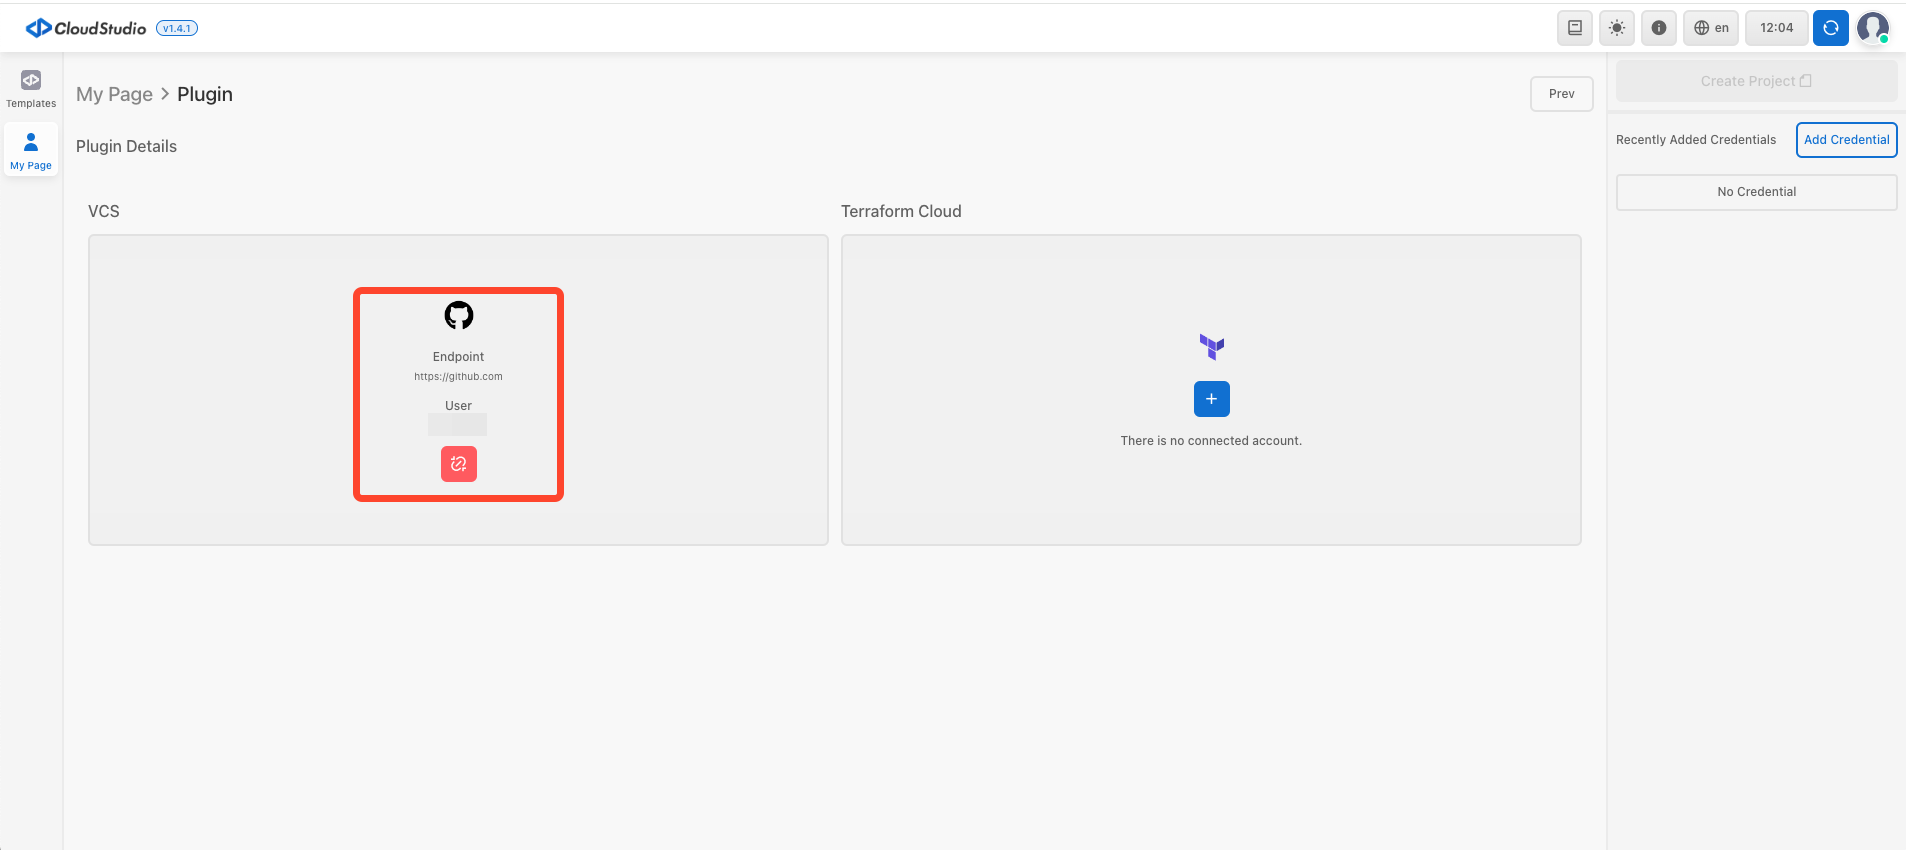 CloudStudio v1.4.1
en
12:04
Templates
My Page
My Page > Plugin
Prev
Plugin Details
VCS
Endpoint
https://github.com
User
Terraform Cloud
+
There is no connected account.
Create Project
Recently Added Credentials
Add Credential
No Credential